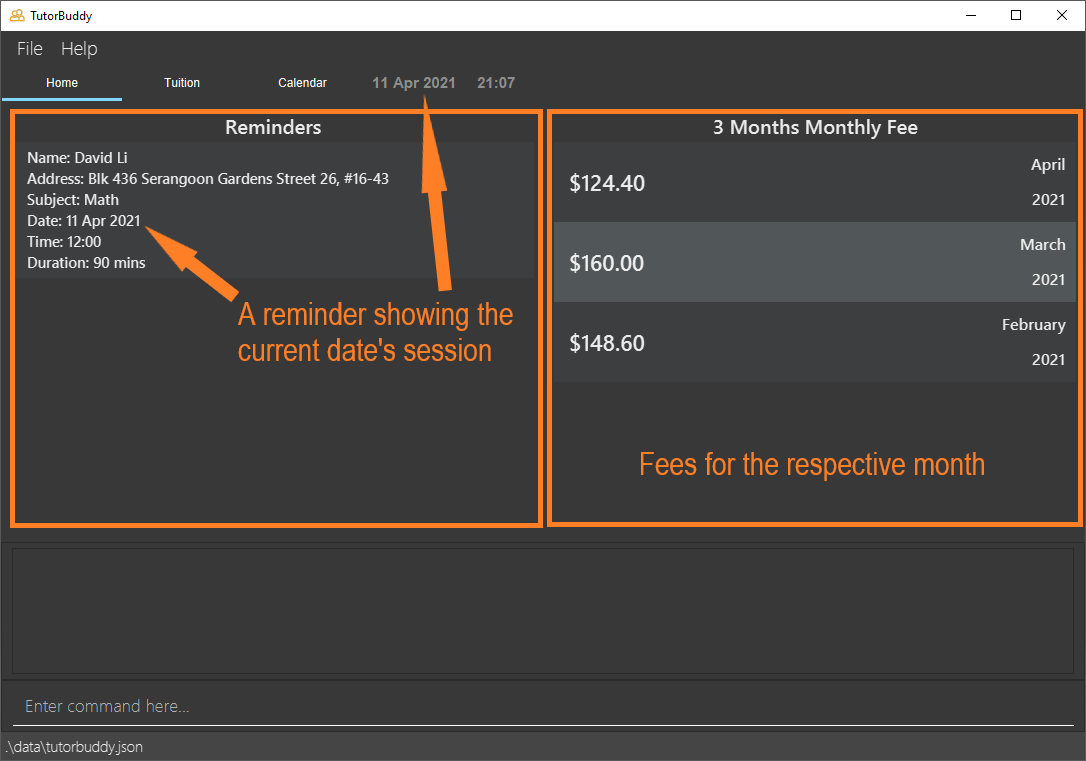 TutorBuddy
File Help
Home Tuition Calendar 11 Apr 2021 21:07
Reminders
Name: David Li
Address: Blk 436 Serangoon Gardens Street 26, #16-43
Subject: Math
Date: 11 Apr 2021
Time: 12:00
Duration: 90 mins
A reminder showing the
current date's session
3 Months Monthly Fee
$124.40
April
2021
$160.00
March
2021
$148.60
February
2021
Fees for the respective month
Enter command here...
.\data\tutorbuddy.json